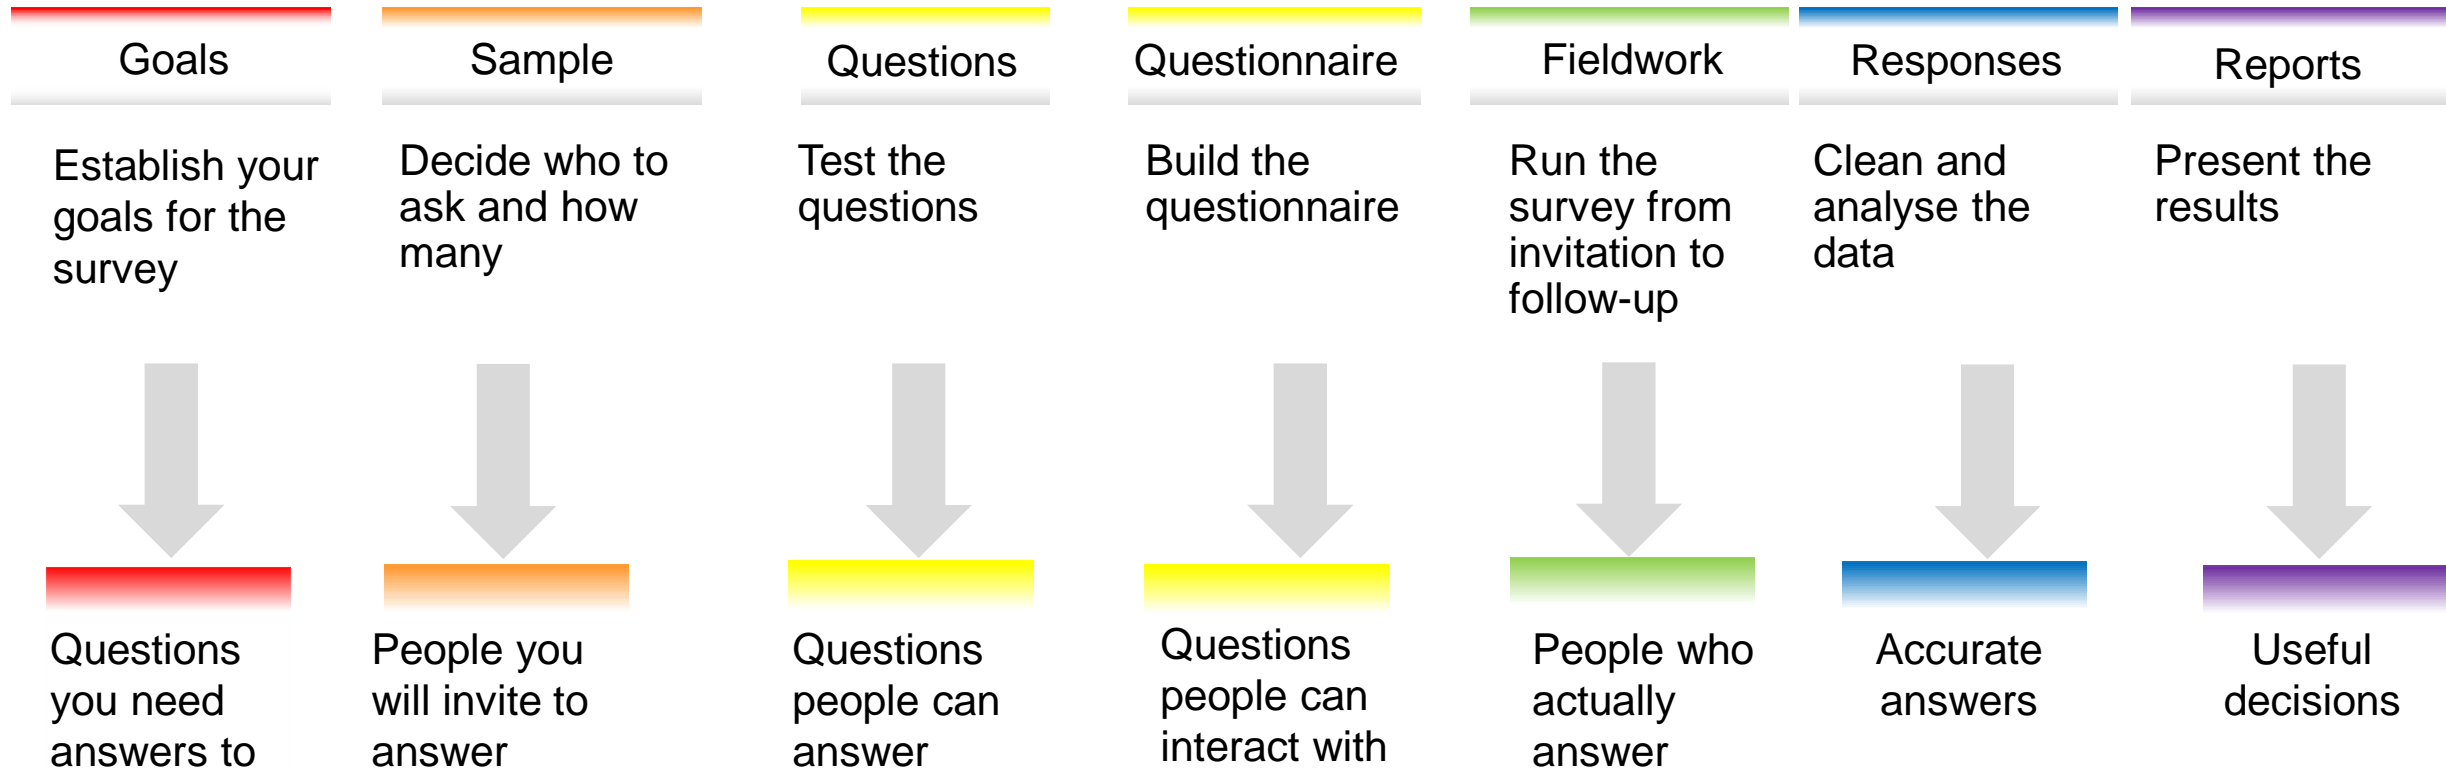 Goals
Sample
Questions
Questionnaire
Fieldwork
Responses
Reports
Establish your
goals for the
survey
Decide who to
ask and how
many
Test the
questions
Build the
questionnaire
Run the
survey from
invitation to
follow-up
Clean and
analyse the
data
Present the
results
Questions
you need
answers to
People you
will invite to
answer
Questions
people can
answer
Questions
people can
interact with
People who
actually
answer
Accurate
answers
Useful
decisions